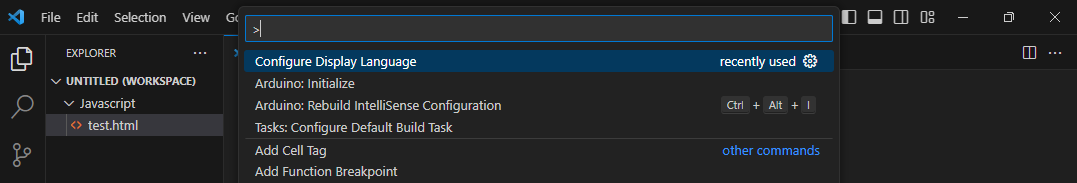 File Edit Selection View Go
>
EXPLORER ...
Configure Display Language recently used
UNTITLED (WORKSPACE)
Arduino: Initialize
Javascript
Arduino: Rebuild IntelliSense Configuration Ctrl + Alt + I
test.html
Tasks: Configure Default Build Task
Add Cell Tag other commands
Add Function Breakpoint